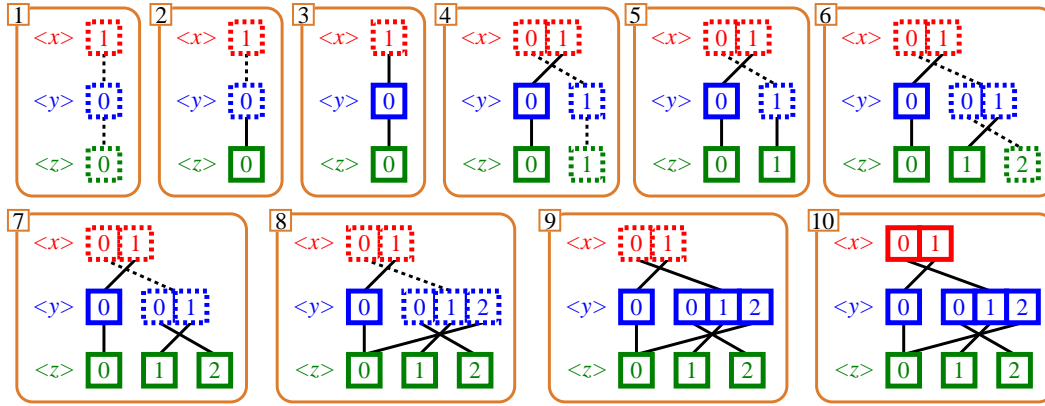 1
<x> 1
<y> 0
<z> 0
2
<x> 1
<y> 0
<z> 0
3
<x> 1
<y> 0
<z> 0
4
<x> 0 1
<y> 0 1
<z> 0 1
5
<x> 0 1
<y> 0 1
<z> 0 1
6
<x> 0 1
<y> 0 0 1
<z> 0 1 2
7
<x> 0 1
<y> 0 0 1
<z> 0 1 2
8
<x> 0 1
<y> 0 0 1 2
<z> 0 1 2
9
<x> 0 1
<y> 0 0 1 2
<z> 0 1 2
10
<x> 0 1
<y> 0 0 1 2
<z> 0 1 2